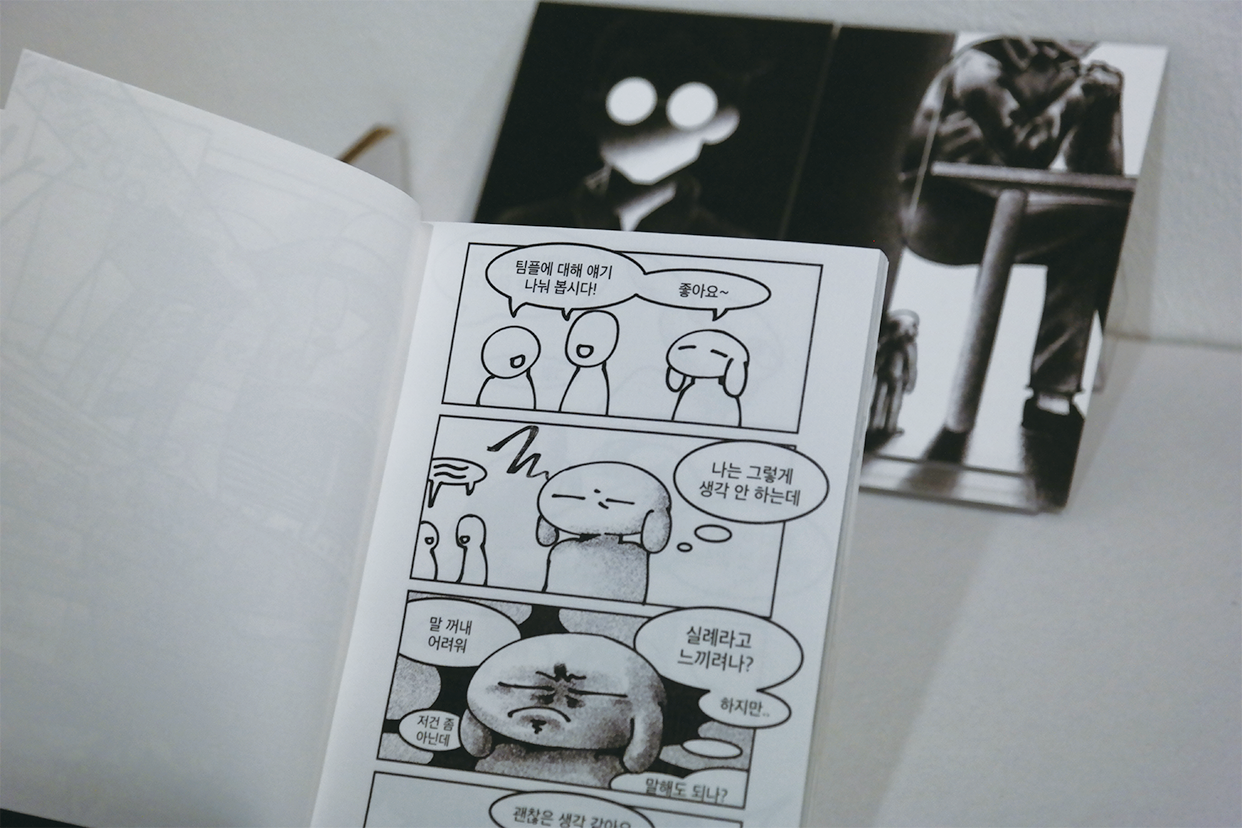 팀플에 대해 얘기
나눠 봅시다!
좋아요~
나는 그렇게
생각 안 하는데
말 꺼내
어려워
실례라고
느끼려나?
하지만..
저건 좀
아닌데
말해도 되나?
괜찮은 생각 같아요